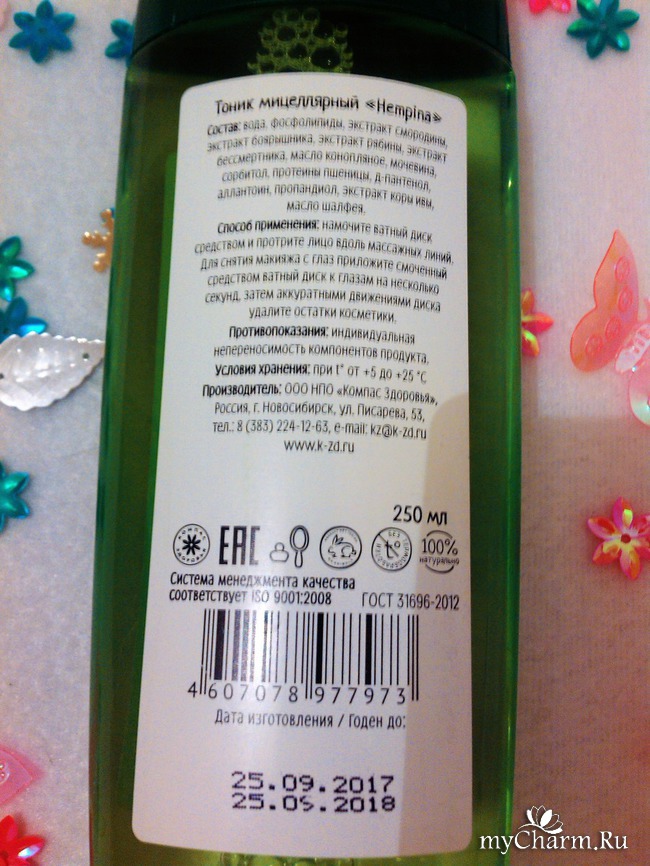 Тоник мицеллярный «Hempina»
Состав: вода, фосфолипиды, экстракт смородины,
экстракт боярышника, экстракт рябины, экстракт
бессмертника, масло конопляное, мочевина,
сорбитол, протеины пшеницы, д-пантенол,
аллантоин, пропандиол, экстракт коры ивы,
масло шалфея.
Способ применения: намочите ватный диск
средством и протрите лицо вдоль массажных линий.
Для снятия макияжа с глаз приложите смоченный
средством ватный диск к глазам на несколько
секунд, затем аккуратными движениями диска
удалите остатки косметики.
Противопоказания: индивидуальная
непереносимость компонентов продукта.
Условия хранения: при t° от +5 до +25 °C
Производитель: ООО НПО «Компас Здоровья»,
Россия, г. Новосибирск, ул. Писарева, 53,
тел.: 8 (383) 224-12-63, e-mail: kz@k-zd.ru
www.k-zd.ru
250 мл
EAC
100%
натурально
Система менеджмента качества
соответствует ISO 9001:2008
ГОСТ 31696-2012
4 607078 977973
Дата изготовления / Годен до:
25.09.2017
25.09.2018
myCharm.Ru